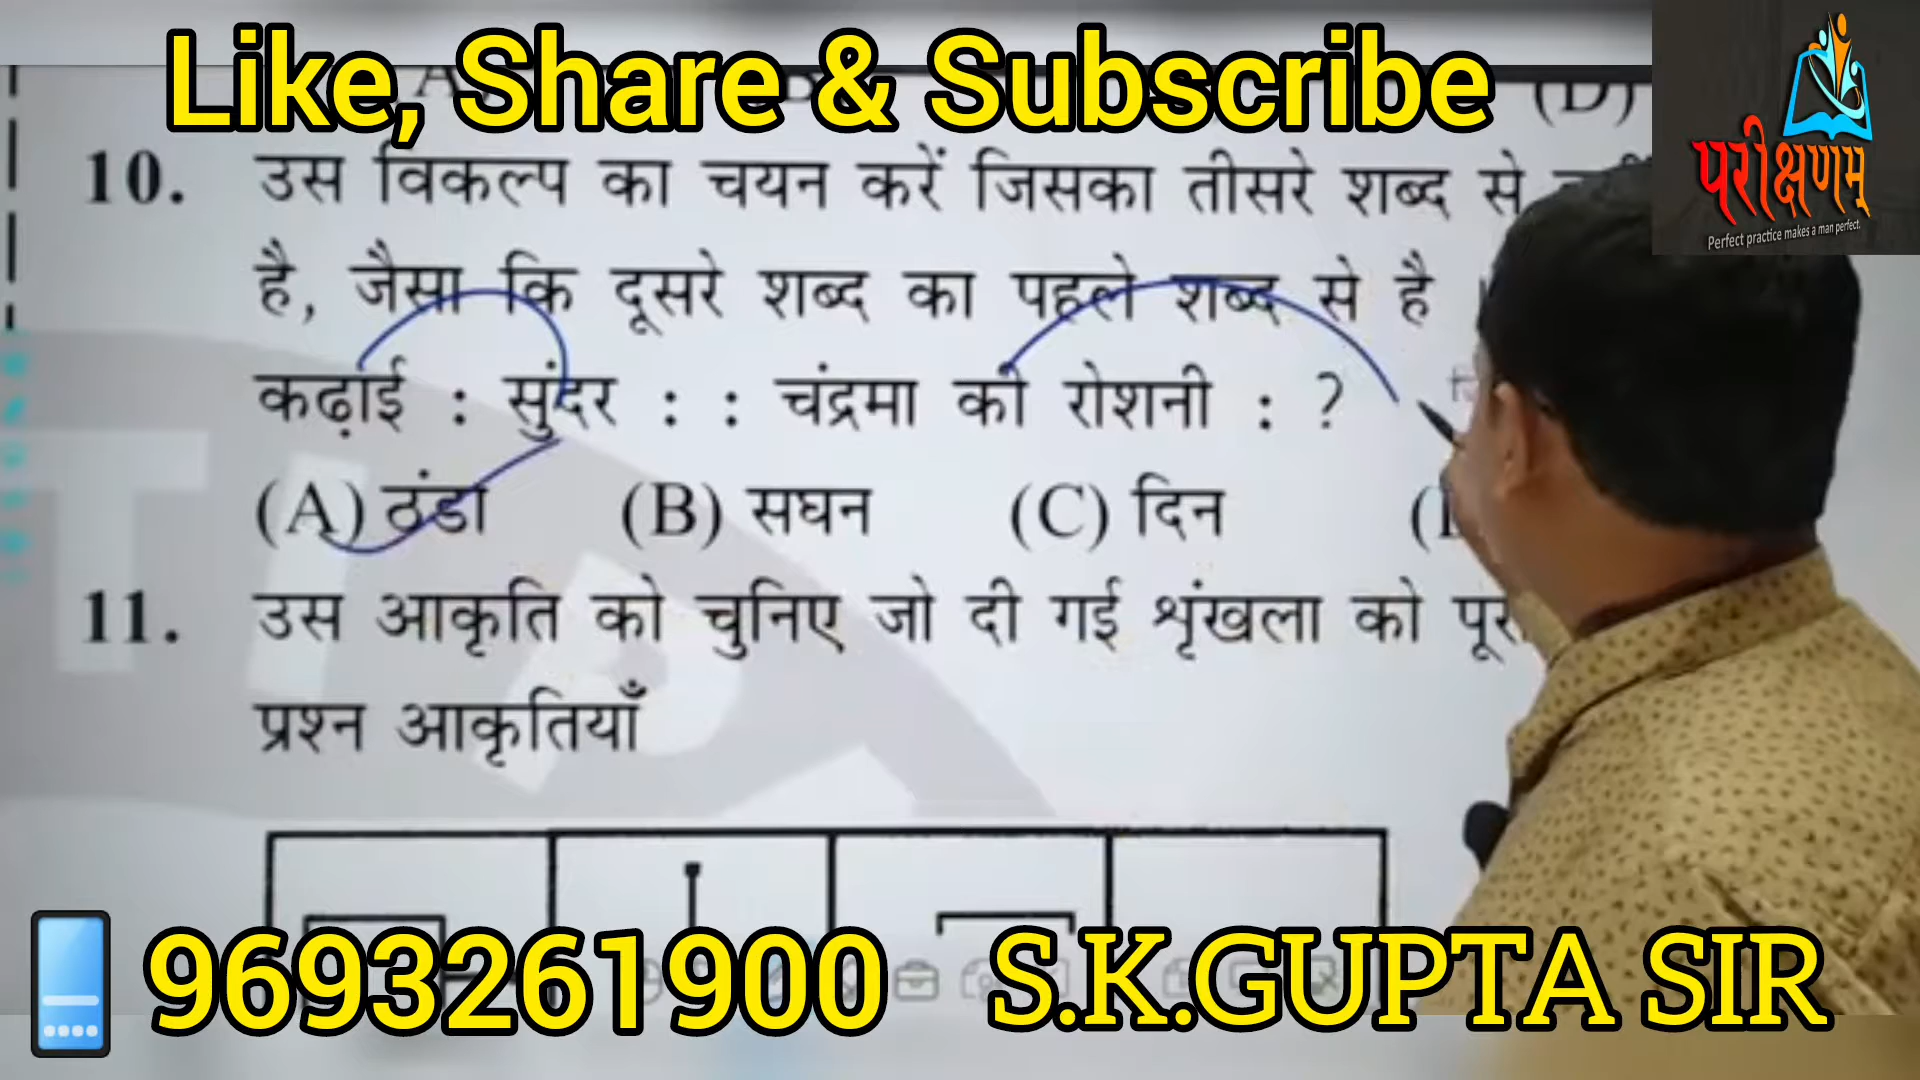 Like, Share & Subscribe
(D)
परीक्षणम्
Perfect practice makes a man perfect.
10. उस विकल्प का चयन करें जिसका तीसरे शब्द से
है, जैसा कि दूसरे शब्द का पहले शब्द से है
कढ़ाई : सुंदर : : चंद्रमा की रोशनी : ?
(A) ठंडा (B) सघन (C) दिन
11. उस आकृति को चुनिए जो दी गई शृंखला को
प्रश्न आकृतियाँ
9693261900 S.K.GUPTA SIR